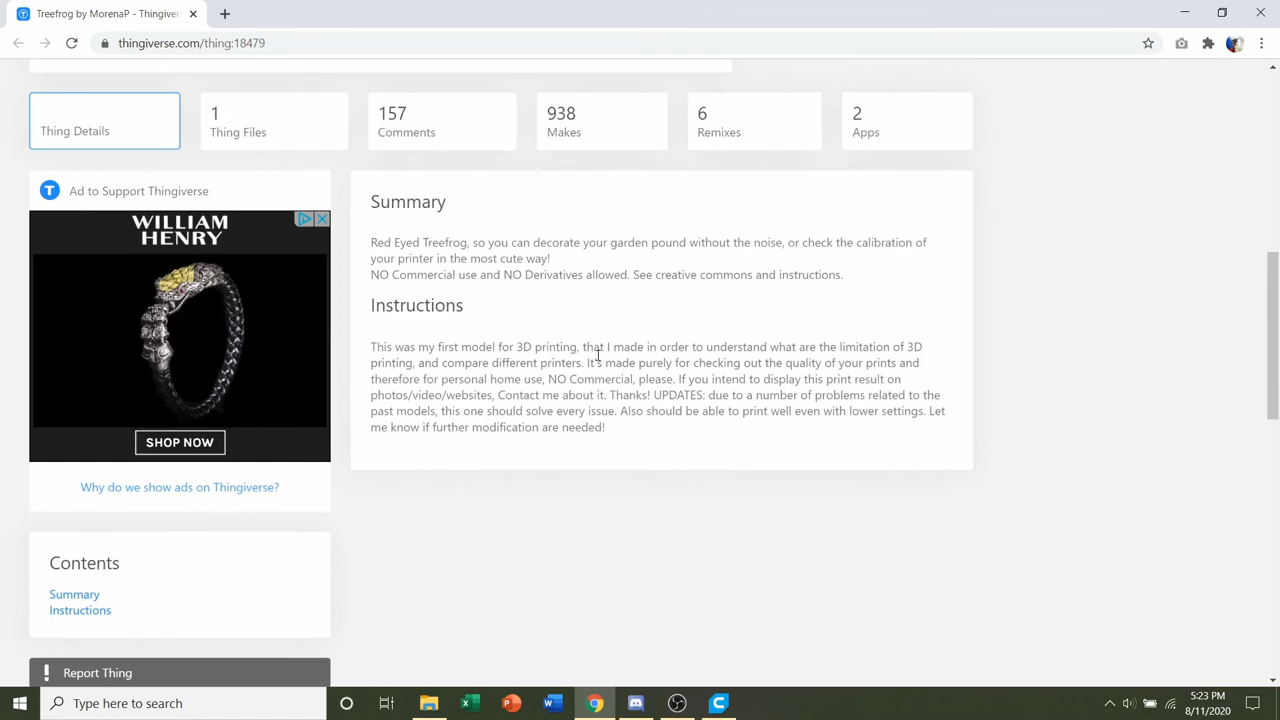 Treefrog by MorenaP - Thingiver
thingiverse.com/thing:18479
Thing Details
1
Thing Files
157
Comments
938
Makes
6
Remixes
2
Apps
Ad to Support Thingiverse
WILLIAM
HENRY
SHOP NOW
Why do we show ads on Thingiverse?
Summary
Red Eyed Treefrog, so you can decorate your garden pound without the noise, or check the calibration of
your printer in the most cute way!
NO Commercial use and NO Derivatives allowed. See creative commons and instructions.
Instructions
This was my first model for 3D printing, that I made in order to understand what are the limitation of 3D
printing, and compare different printers. It's made purely for checking out the quality of your prints and
therefore for personal home use, NO Commercial, please. If you intend to display this print result on
photos/video/websites, Contact me about it. Thanks! UPDATES: due to a number of problems related to the
past models, this one should solve every issue. Also should be able to print well even with lower settings. Let
me know if further modification are needed!
Contents
Summary
Instructions
Report Thing
Type here to search
5:23 PM
8/11/2020